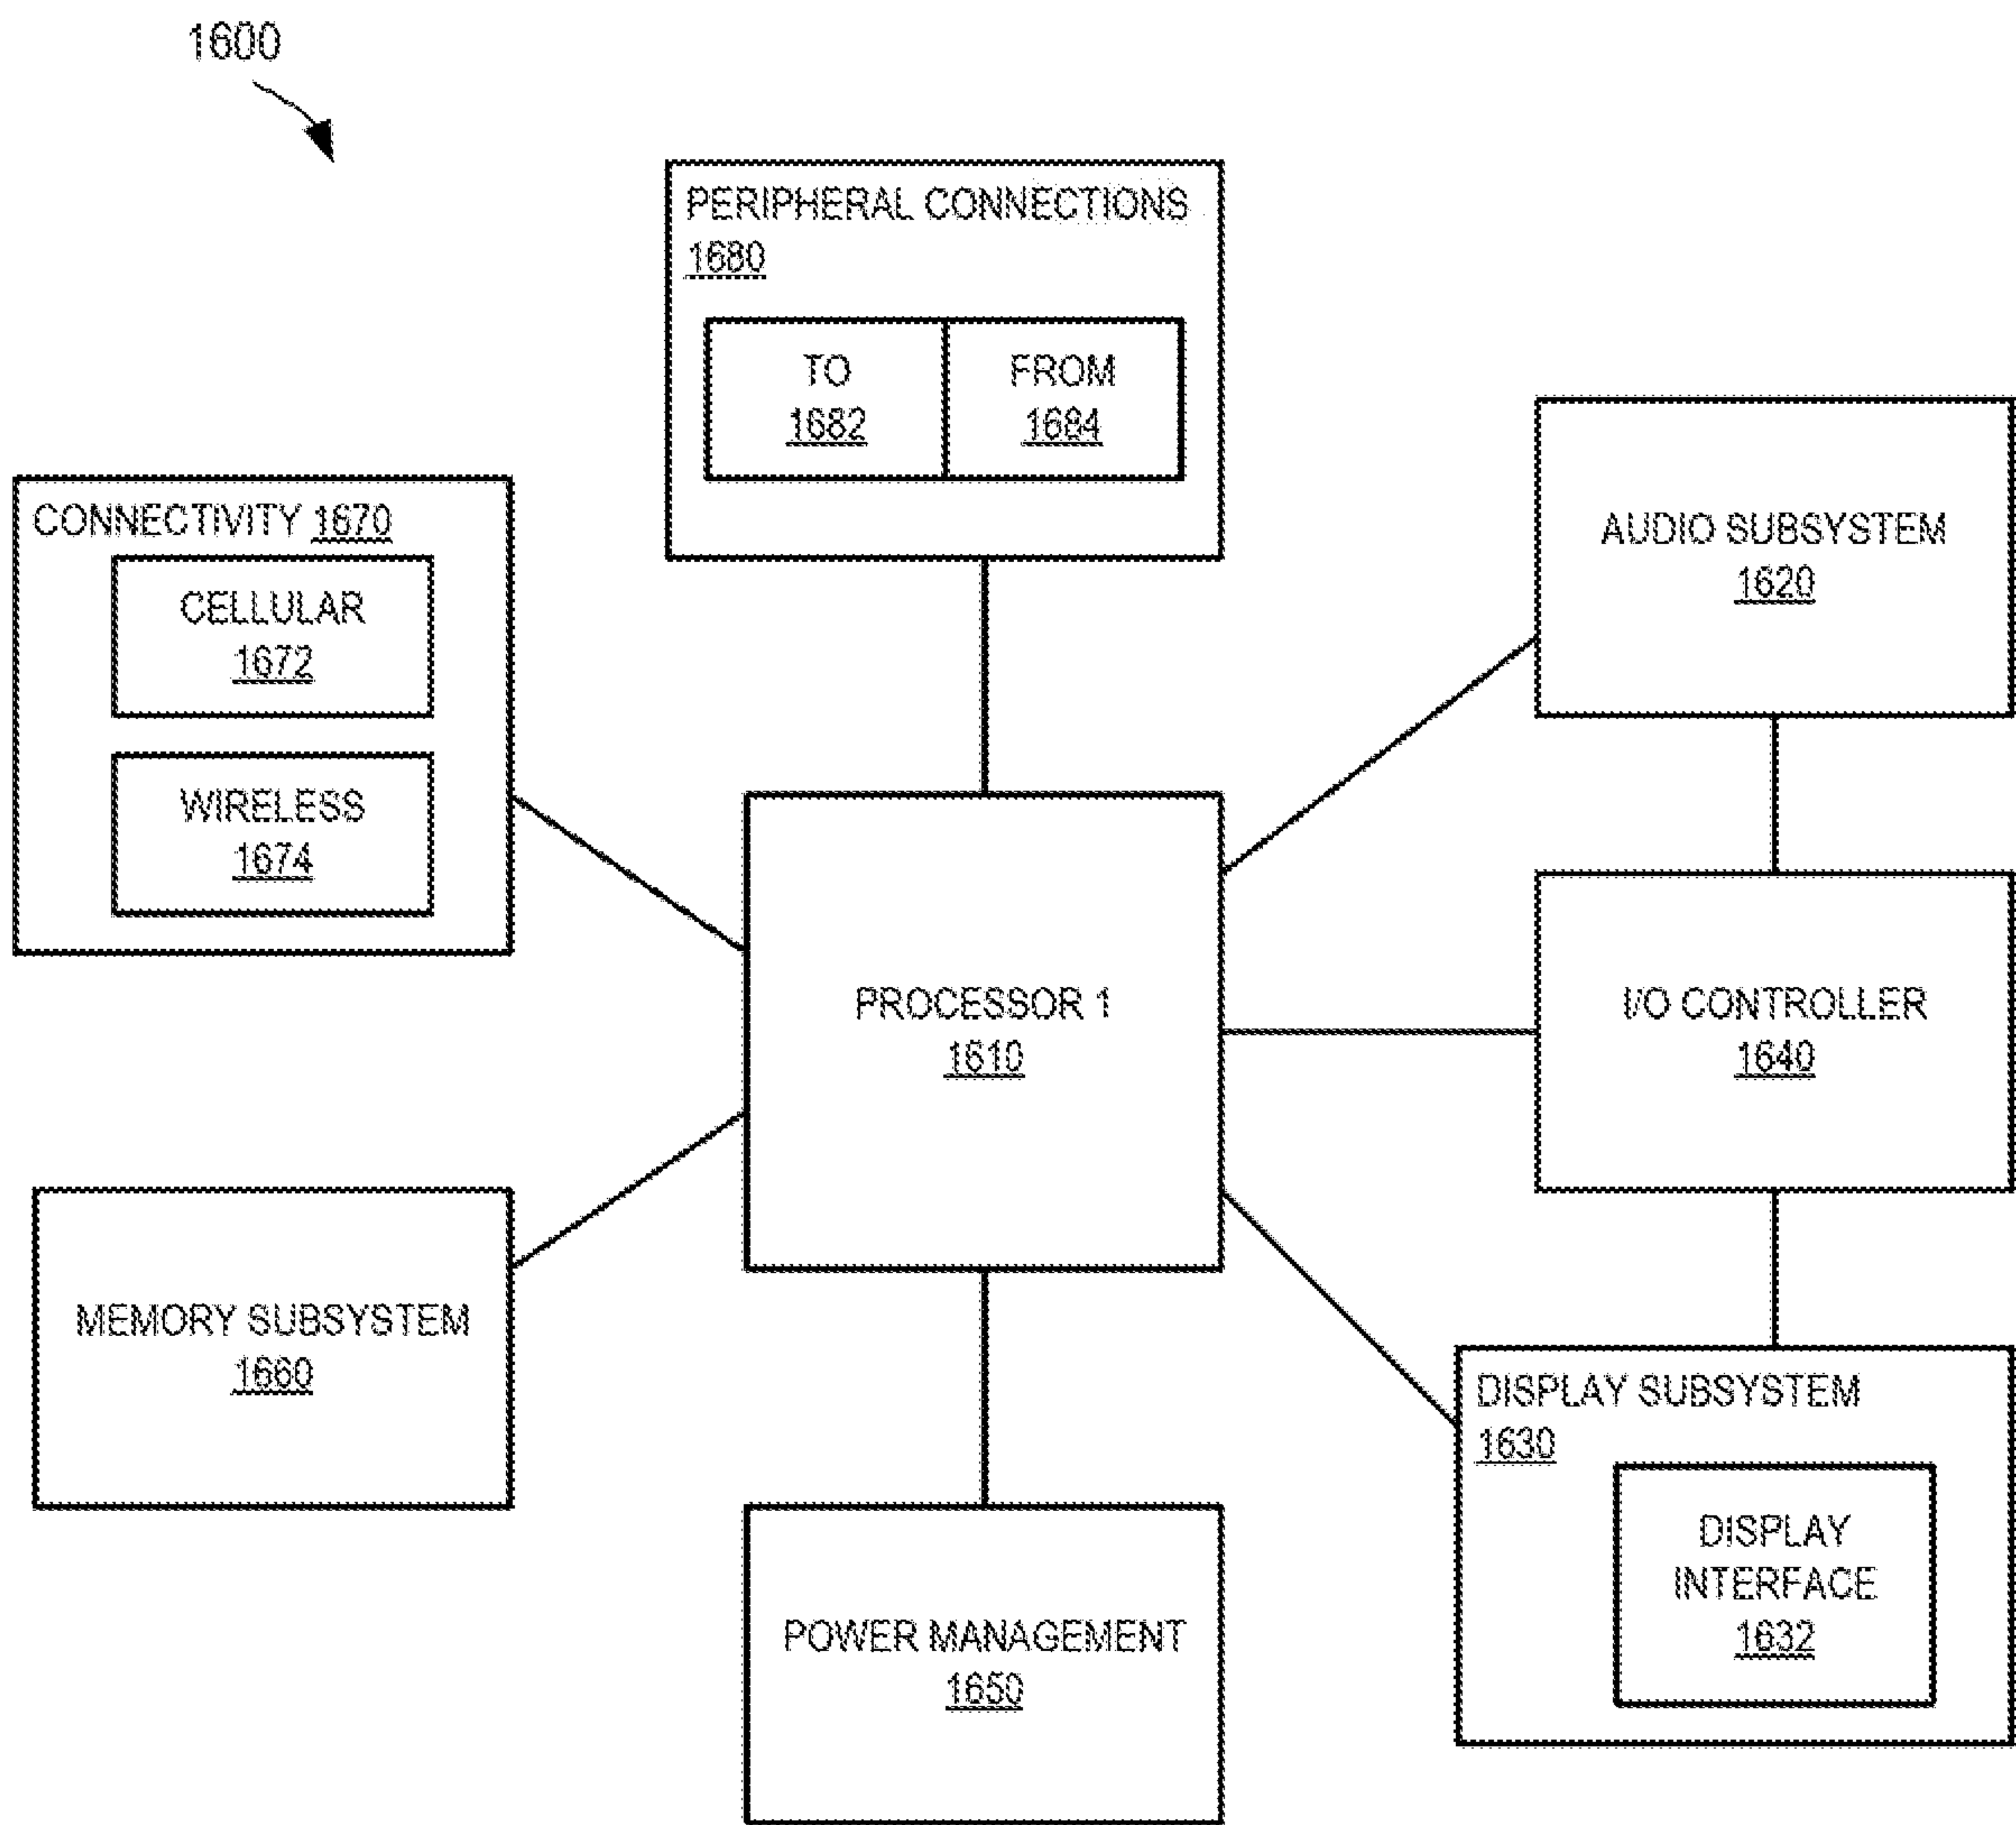 1600
PERIPHERAL CONNECTIONS
1680
TO
1682
FROM
1684
AUDIO SUBSYSTEM
1620
CONNECTIVITY 1670
CELLULAR
1672
WIRELESS
1674
PROCESSOR 1
1610
I/O CONTROLLER
1640
MEMORY SUBSYSTEM
1660
DISPLAY SUBSYSTEM
1630
DISPLAY
INTERFACE
1632
POWER MANAGEMENT
1650